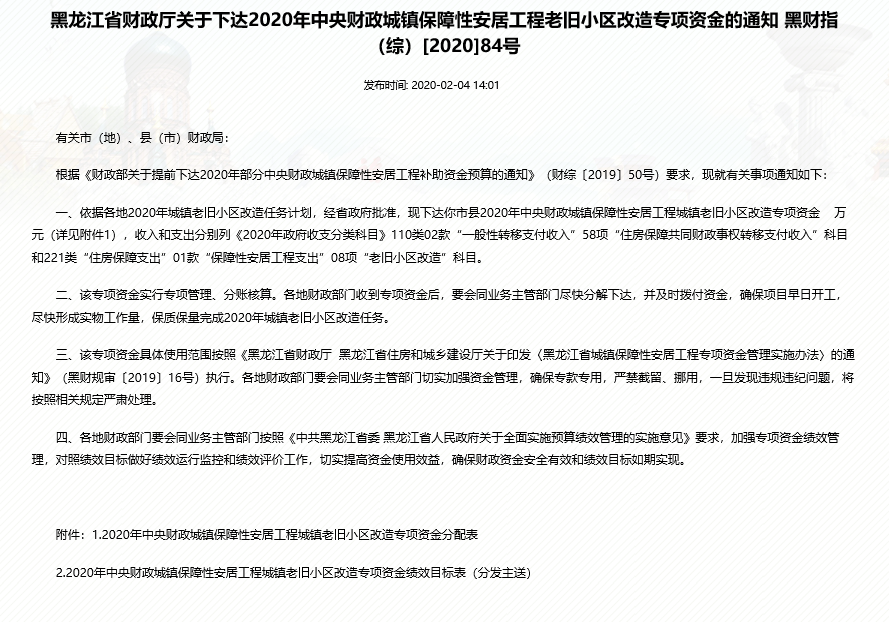 黑龙江省财政厅关于下达2020年中央财政城镇保障性安居工程老旧小区改造专项资金的通知 黑财指
（综）[2020]84号
发布时间: 2020-02-04 14:01
有关市（地）、县（市）财政局：
根据《财政部关于提前下达2020年部分中央财政城镇保障性安居工程补助资金预算的通知》（财综〔2019〕50号）要求，现就有关事项通知如下：
一、依据各地2020年城镇老旧小区改造任务计划，经省政府批准，现下达你市县2020年中央财政城镇保障性安居工程城镇老旧小区改造专项资金　 万
元（详见附件1），收入和支出分别列《2020年政府收支分类科目》110类02款“一般性转移支付收入”58项“住房保障共同财政事权转移支付收入”科目
和221类“住房保障支出”01款“保障性安居工程支出”08项“老旧小区改造”科目。
二、该专项资金实行专项管理、分账核算。各地财政部门收到专项资金后，要会同业务主管部门尽快分解下达，并及时拨付资金，确保项目早日开工，
尽快形成实物工作量，保质保量完成2020年城镇老旧小区改造任务。
三、该专项资金具体使用范围按照《黑龙江省财政厅 黑龙江省住房和城乡建设厅关于印发〈黑龙江省城镇保障性安居工程专项资金管理实施办法〉的通
知》（黑财规审〔2019〕16号）执行。各地财政部门要会同业务主管部门切实加强资金管理，确保专款专用，严禁截留、挪用，一旦发现违规违纪问题，将
按照相关规定严肃处理。
四、各地财政部门要会同业务主管部门按照《中共黑龙江省委 黑龙江省人民政府关于全面实施预算绩效管理的实施意见》要求，加强专项资金绩效管
理，对照绩效目标做好绩效运行监控和绩效评价工作，切实提高资金使用效益，确保财政资金安全有效和绩效目标如期实现。
附件：1.2020年中央财政城镇保障性安居工程城镇老旧小区改造专项资金分配表
2.2020年中央财政城镇保障性安居工程城镇老旧小区改造专项资金绩效目标表（分发主送）